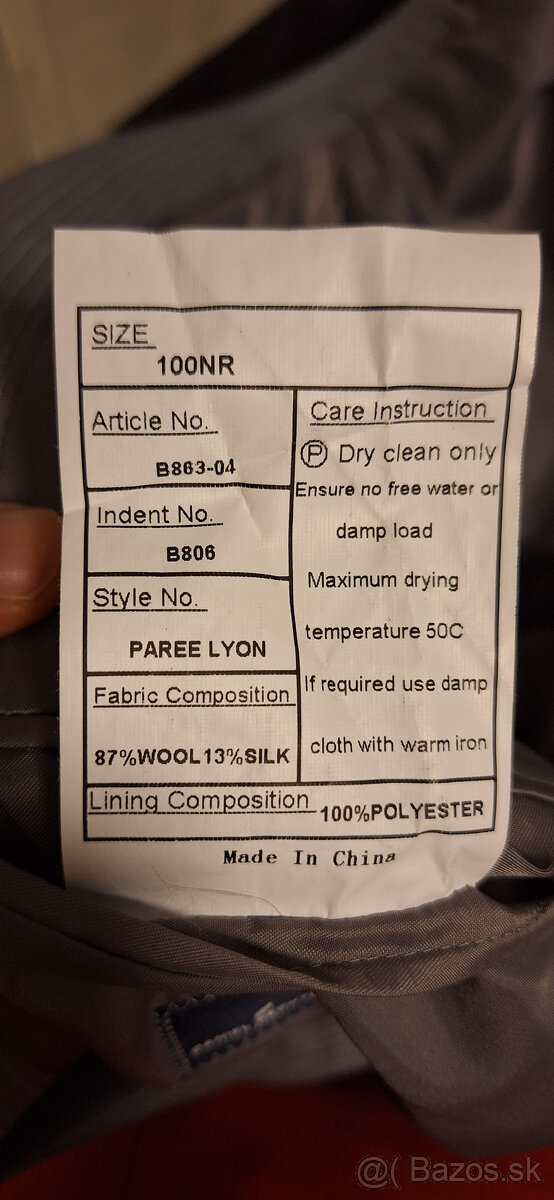 SIZE
100NR
Article No.
B863-04
Indent No.
B806
Style No.
PAREE LYON
Fabric Composition
87%WOOL13%SILK
Care Instruction
Ⓟ Dry clean only
Ensure no free water or
damp load
Maximum drying
temperature 50C
If required use damp
cloth with warm iron
Lining Composition 100%POLYESTER
Made In China
@( Bazos.sk